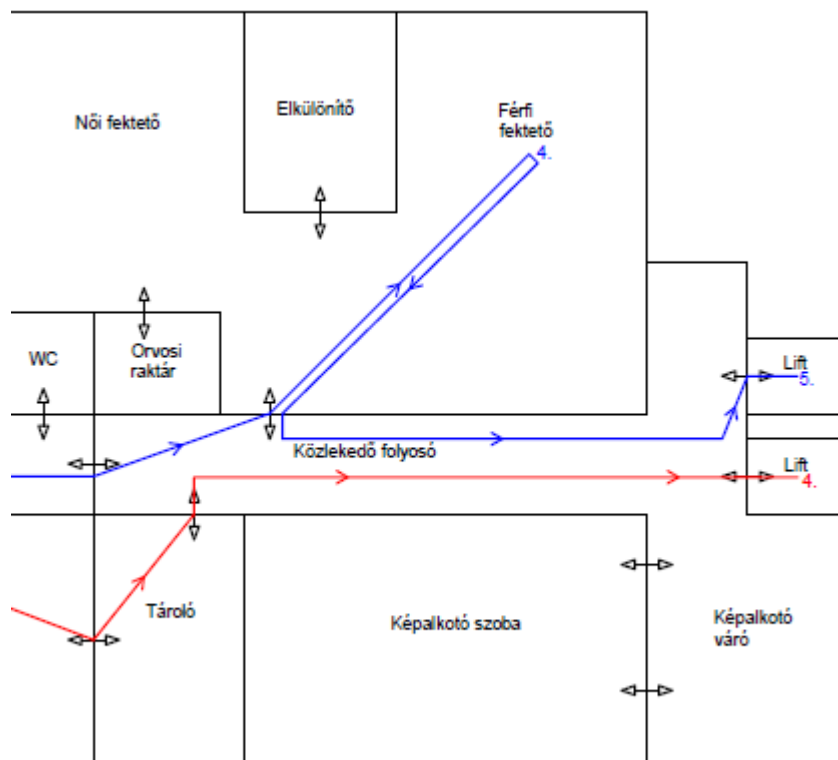 Női fektető
Elkülönítő
Férfi
fektető
4.
WC
Orvosi
raktár
Lift
5.
Közlekedő folyosó
Lift
4.
Tároló
Képalkotó szoba
Képalkotó
váró